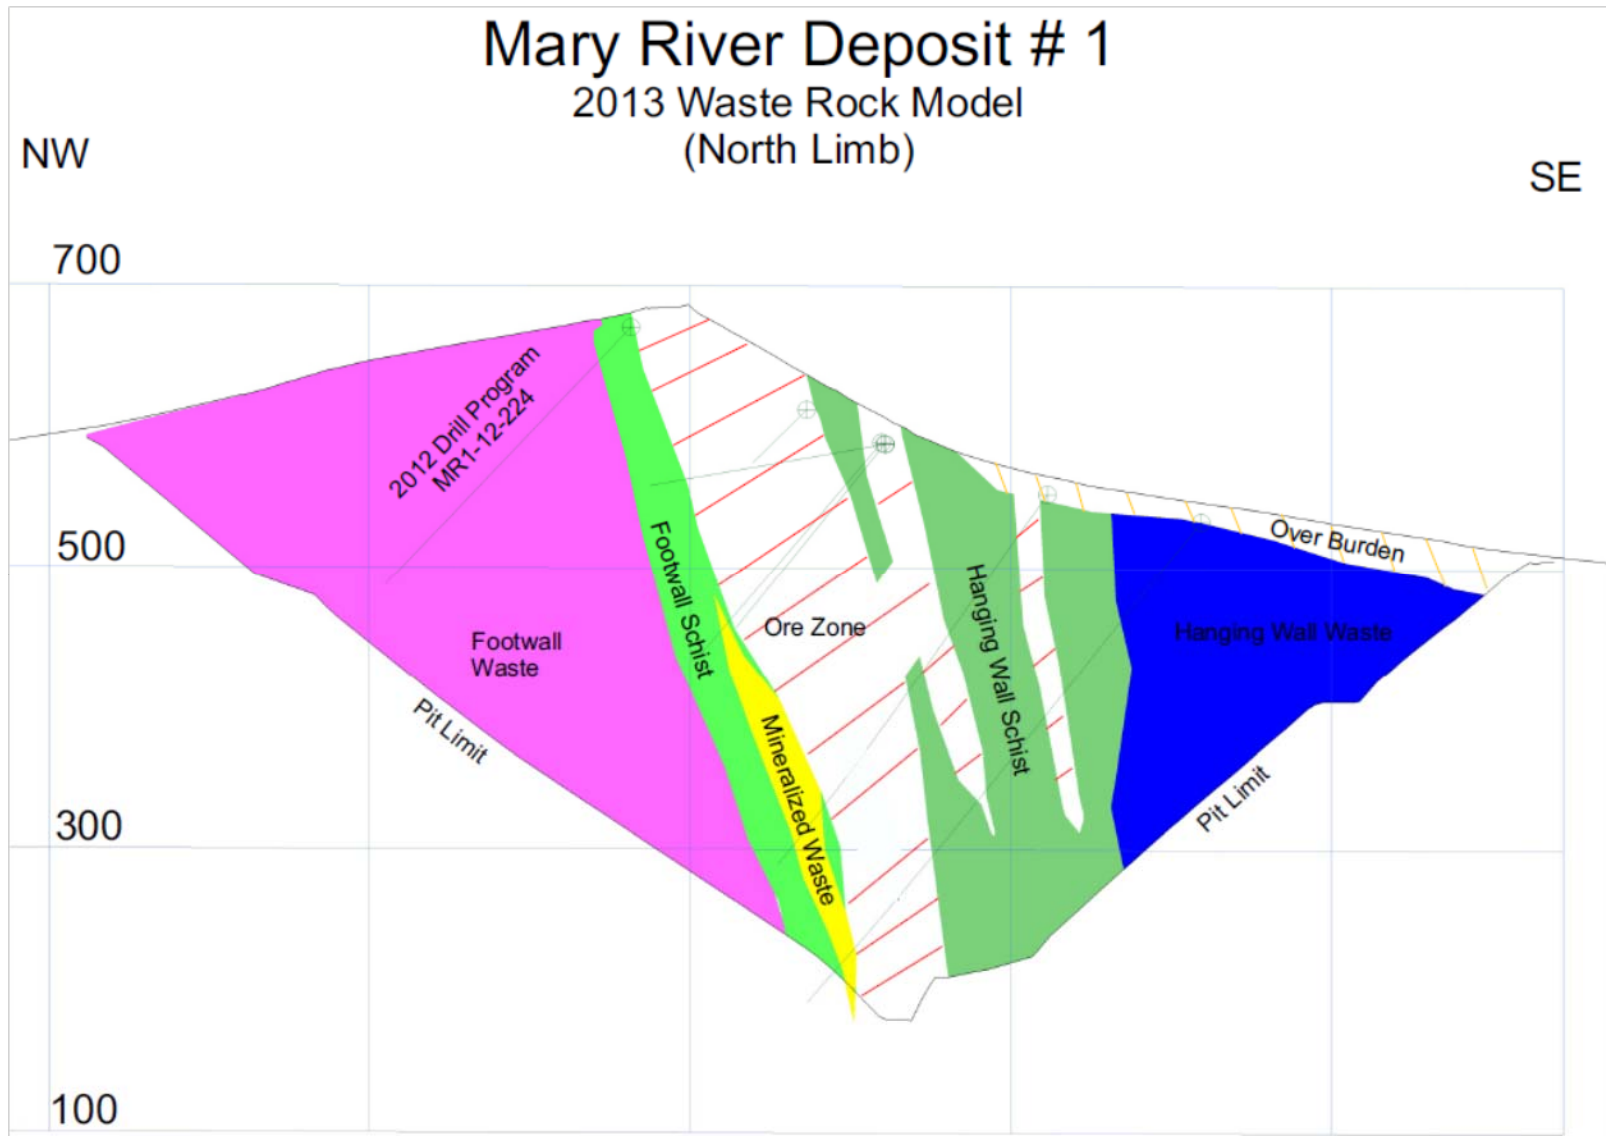 Mary River Deposit # 1
2013 Waste Rock Model
(North Limb)
NW
SE
700
2012 Drill Program
MR1-12-224
500
Over Burden
Footwall Schist
Hanging Wall Schist
Ore Zone
Hanging Wall Waste
Footwall
Waste
Pit Limit
Mineralized Waste
Pit Limit
300
100